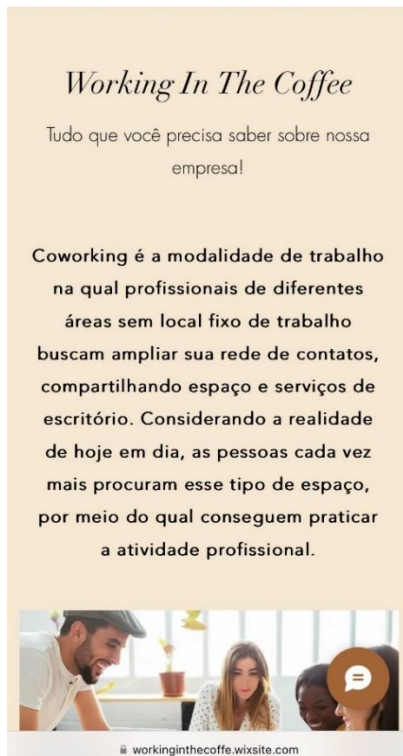 Working In The Coffee
Tudo que você precisa saber sobre nossa
empresa!
Coworking é a modalidade de trabalho
na qual profissionais de diferentes
áreas sem local fixo de trabalho
buscam ampliar sua rede de contatos,
compartilhando espaço e serviços de
escritório. Considerando a realidade
de hoje em dia, as pessoas cada vez
mais procuram esse tipo de espaço,
por meio do qual conseguem praticar
a atividade profissional.
workinginthecoffe.wixsite.com